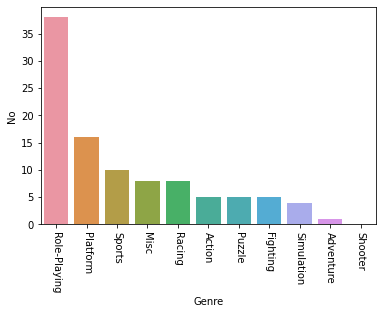 35
30
25
20
15
10
5
0
No
Role-Playing
Platform
Sports
Misc
Racing
Action
Puzzle
Fighting
Simulation
Adventure
Shooter
Genre